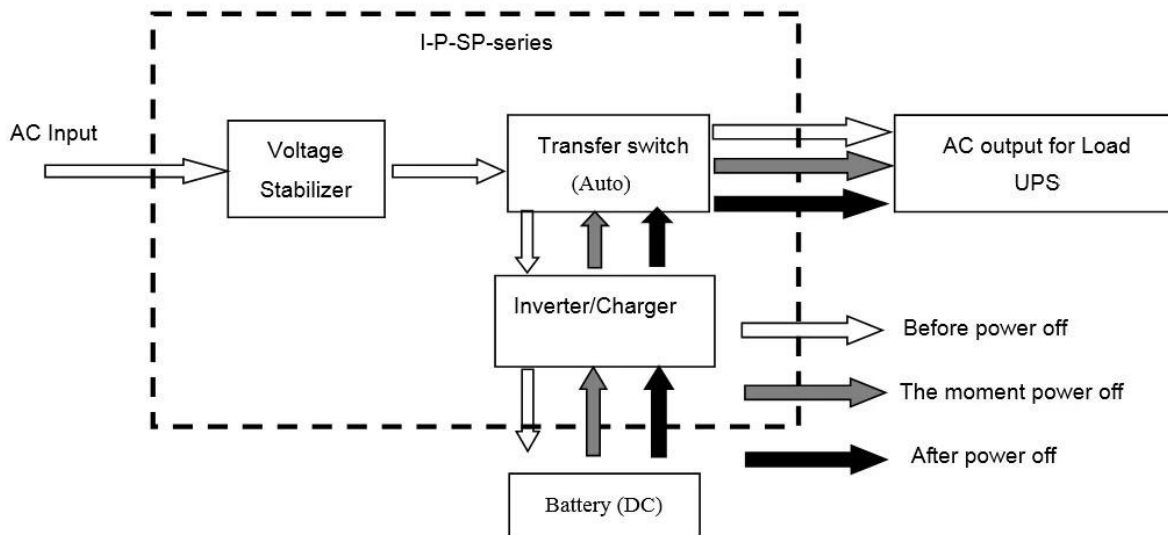 I-P-SP-series
AC Input
Voltage
Stabilizer
Transfer switch
(Auto)
AC output for Load
UPS
Inverter/Charger
Before power off
The moment power off
After power off
Battery (DC)